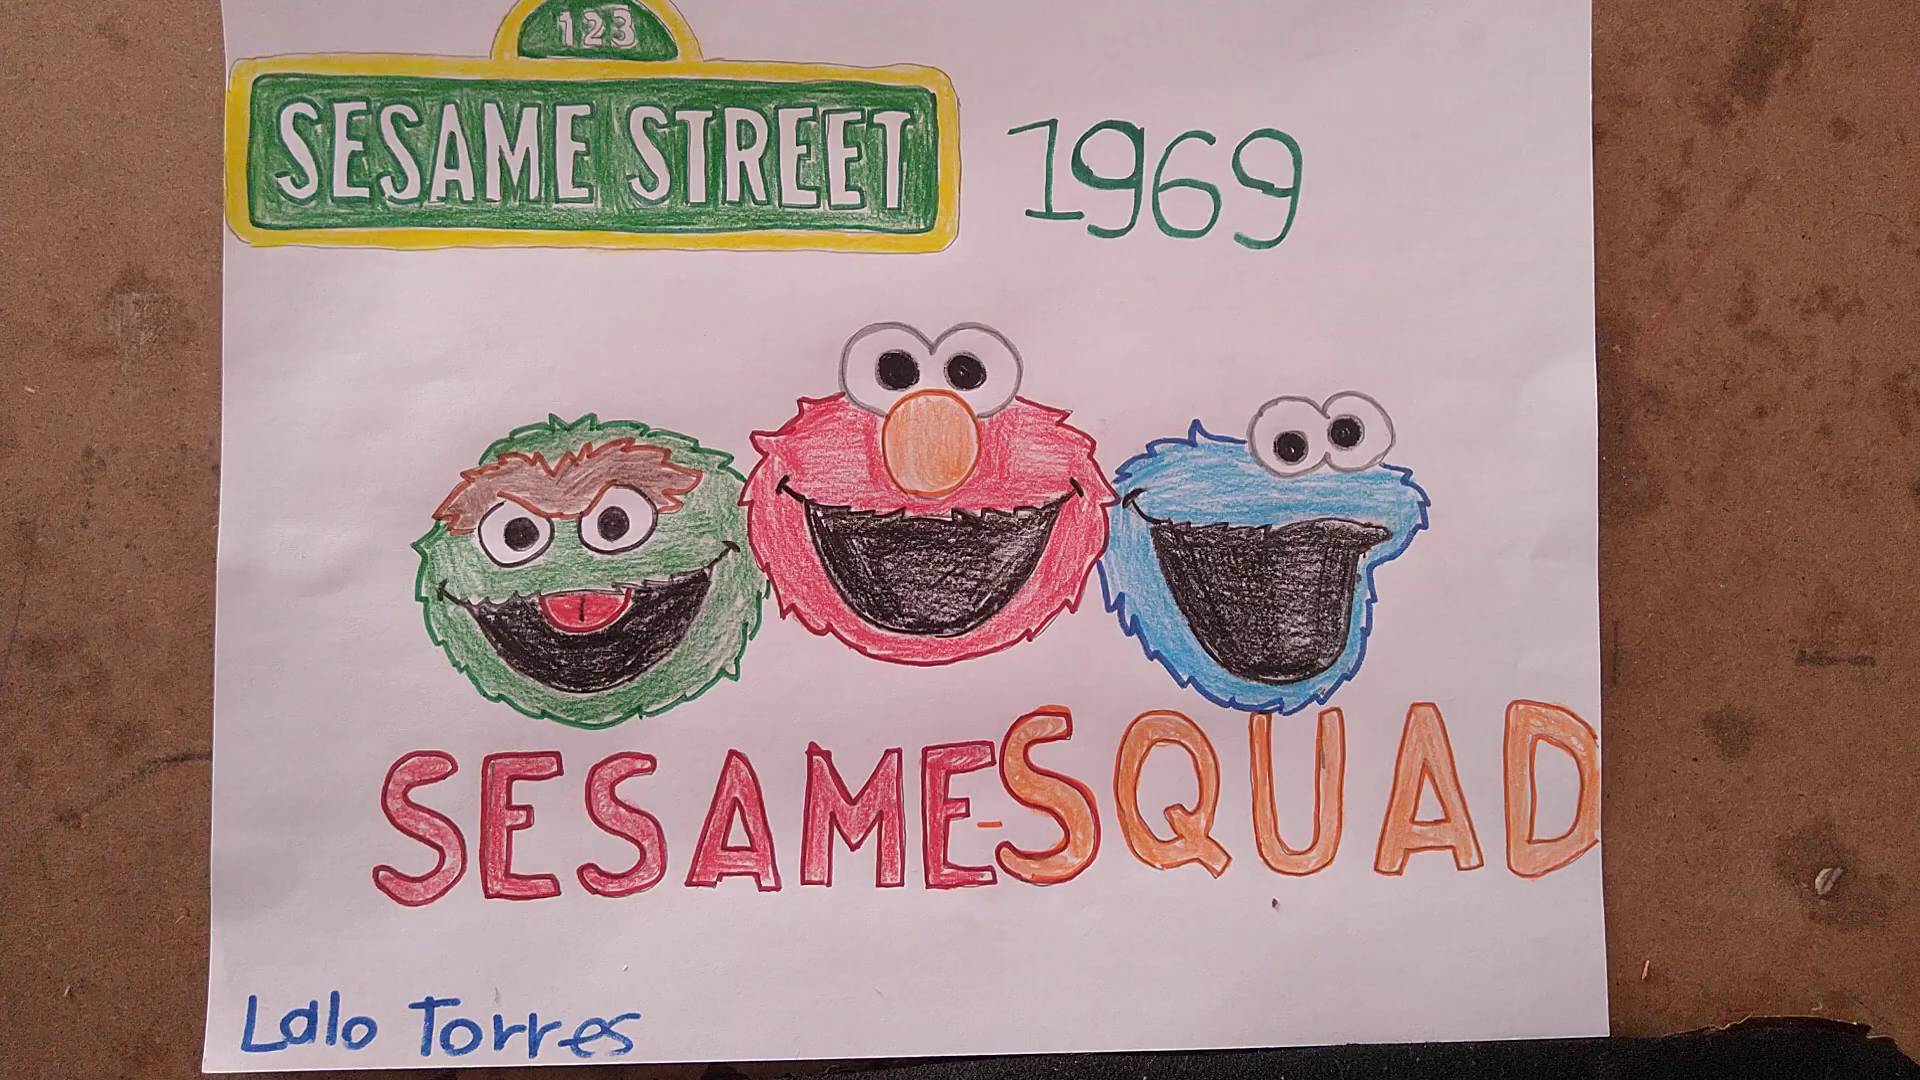 123
SESAME STREET
1969
SESAME-SQUAD
Lalo Torres